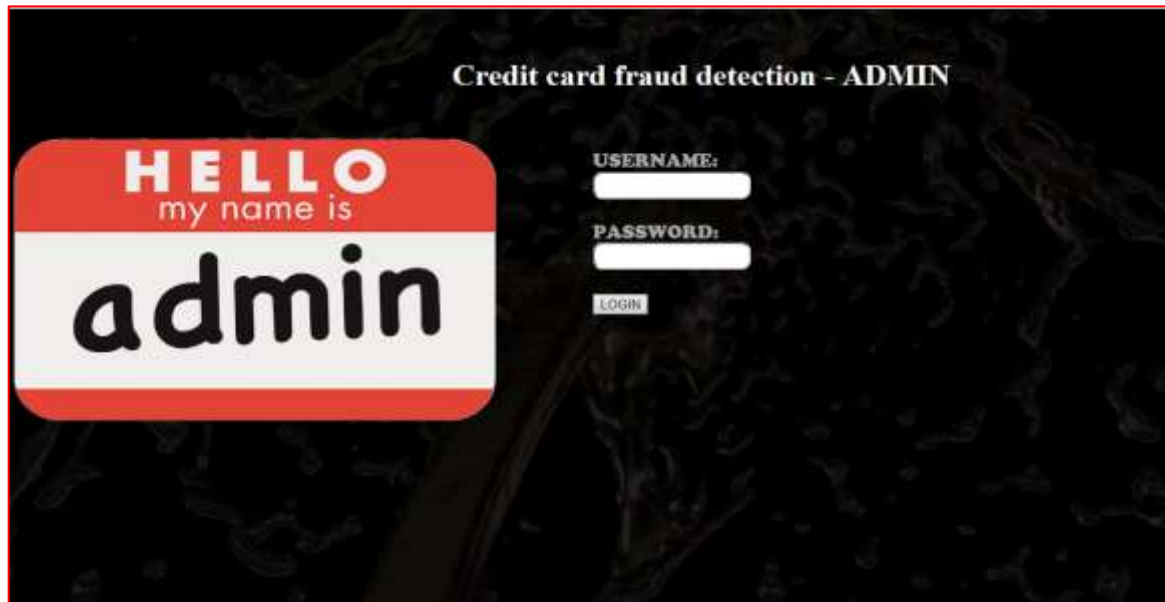 Credit card fraud detection - ADMIN
HELLO
my name is
admin
USERNAME:
PASSWORD:
LOGIN